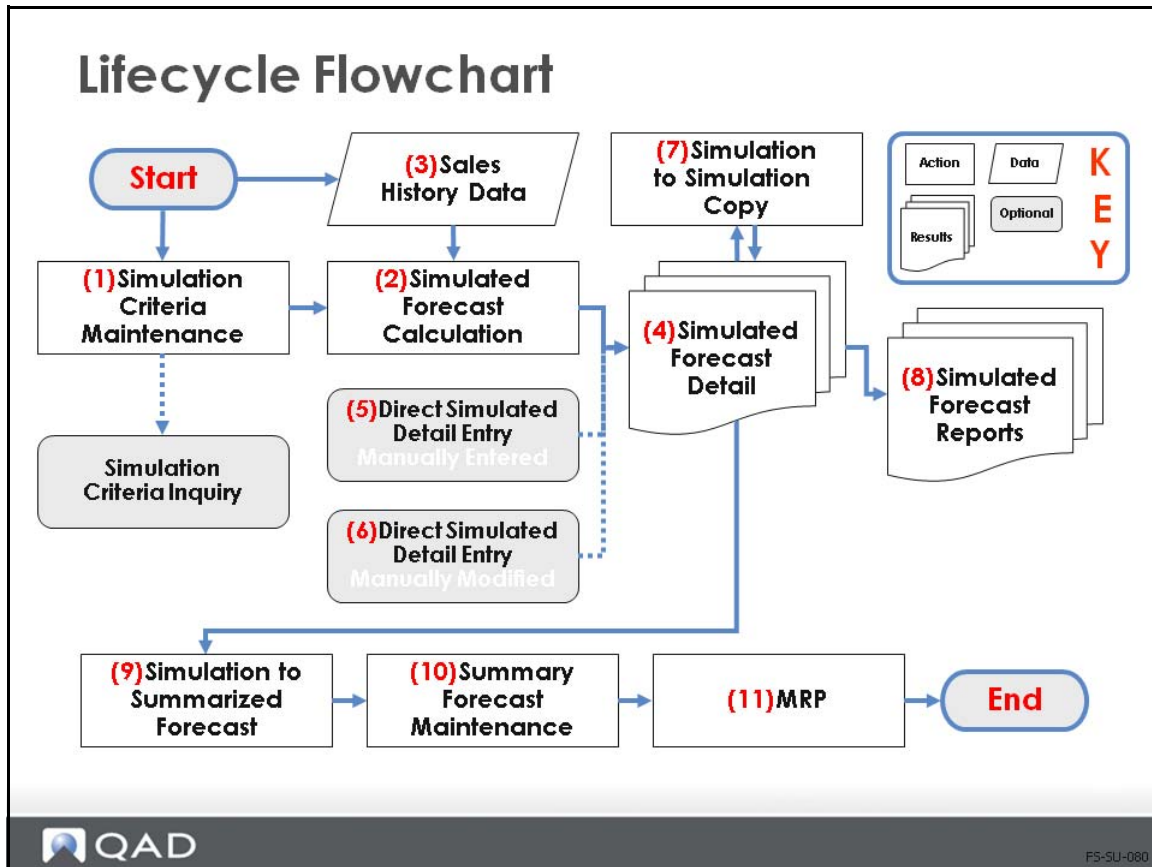 Lifecycle Flowchart
Start
(3)Sales
History Data
(7)Simulation
to Simulation
Copy
Action
Data
Results
Optional
K
E
Y
(1)Simulation
Criteria
Maintenance
(2)Simulated
Forecast
Calculation
(4)Simulated
Forecast
Detail
(8)Simulated
Forecast
Reports
(5)Direct Simulated
Detail Entry
Manually Entered
Simulation
Criteria Inquiry
(6)Direct Simulated
Detail Entry
Manually Modified
(9)Simulation to
Summarized
Forecast
(10)Summary
Forecast
Maintenance
(11)MRP
End
QAD
FS-SU-080